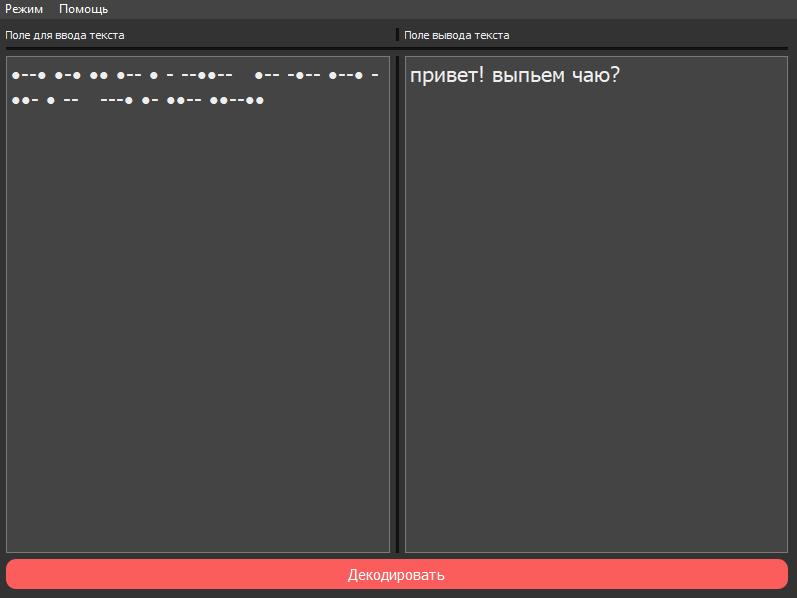 Режим Помощь
Поле для ввода текста
Поле вывода текста
●--● ●-● ●● ●-- ● - --●●-- ●-- -●-- ●--● -
●●- ● -- ---● ●- ●●-- ●●--●●
привет! выпьем чаю?
Декодировать